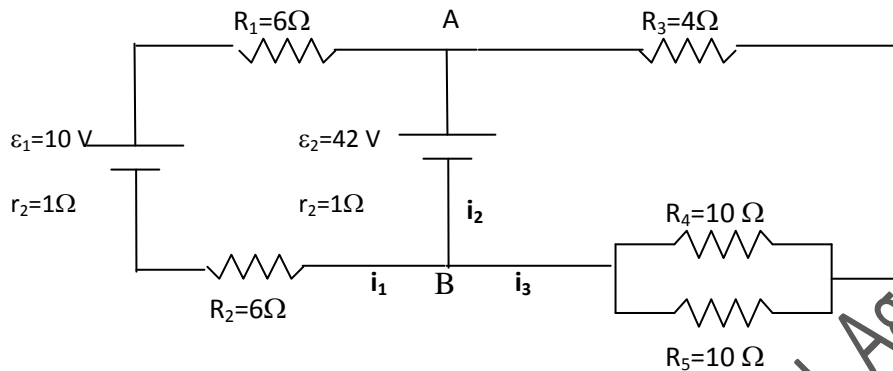 R₁=6Ω
A
R₃=4Ω
ε₁=10 V
ε₂=42 V
r₂=1Ω
r₂=1Ω
i₂
R₄=10 Ω
i₁
B
i₃
R₂=6Ω
R₅=10 Ω